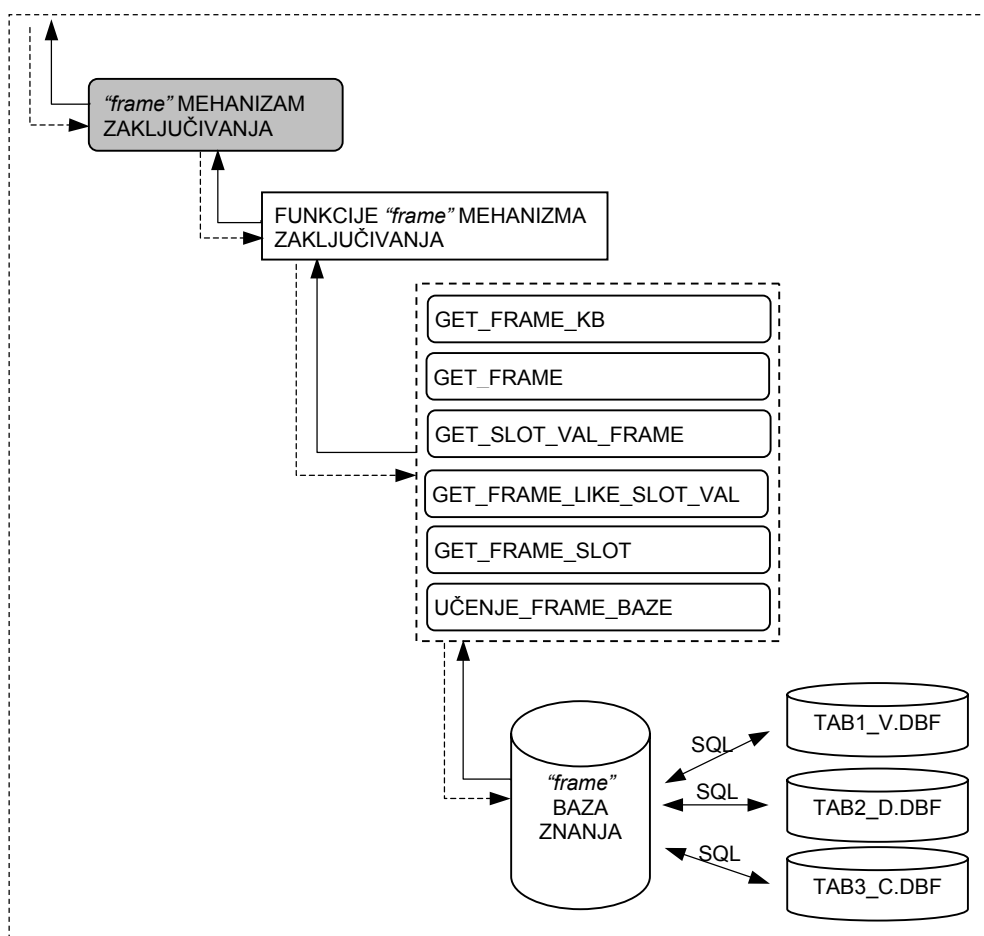 “frame” MEHANIZAM
ZAKLJUČIVANJA
FUNKCIJE “frame” MEHANIZMA
ZAKLJUČIVANJA
GET_FRAME_KB
GET_FRAME
GET_SLOT_VAL_FRAME
GET_FRAME_LIKE_SLOT_VAL
GET_FRAME_SLOT
UČENJE_FRAME_BAZE
“frame”
BAZA
ZNANJA
SQL
SQL
SQL
TAB1_V.DBF
TAB2_D.DBF
TAB3_C.DBF